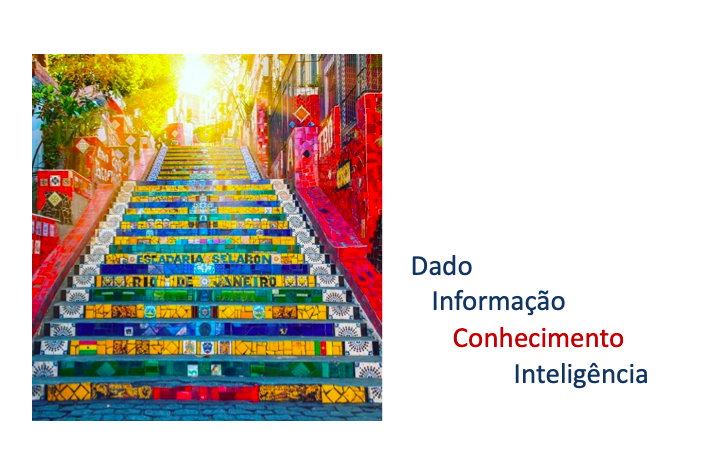 ESCADARIA SELARÓN
RIO DE JANEIRO
Dado
Informação
Conhecimento
Inteligência